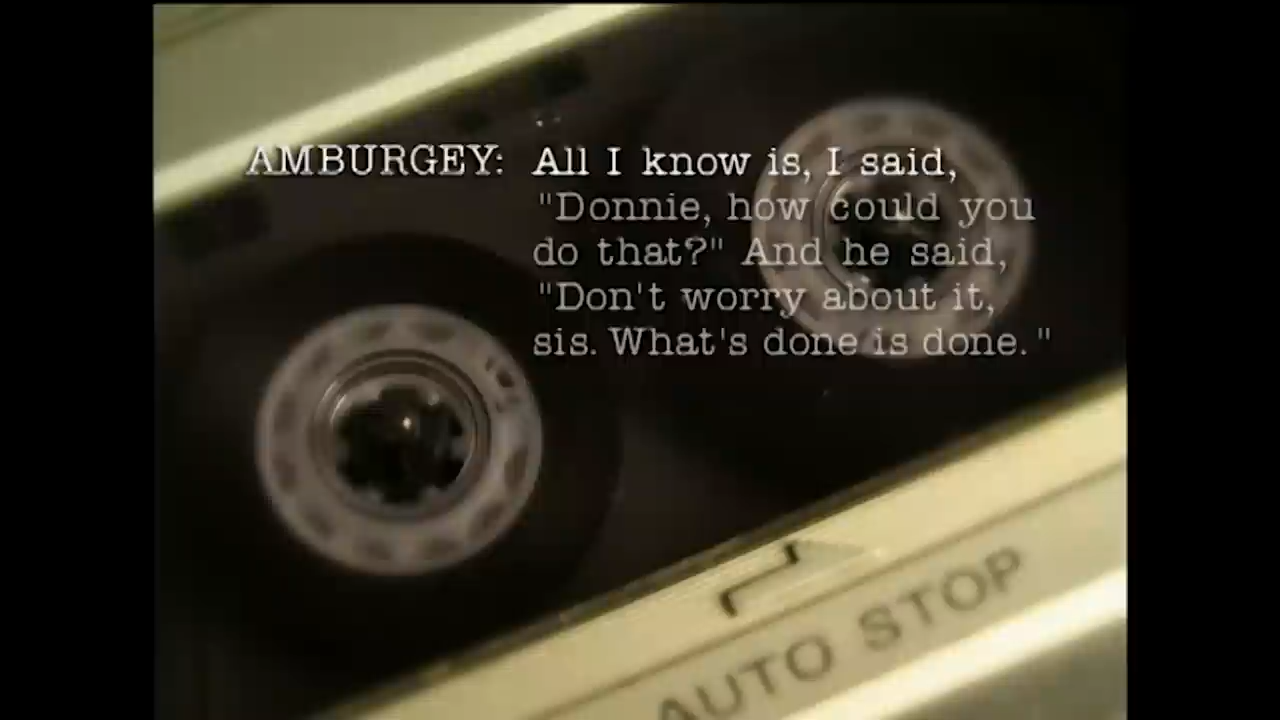 AMBURGEY: All I know is, I said,
"Donnie, how could you
do that?" And he said,
"Don't worry about it,
sis. What's done is done."
AUTO STOP